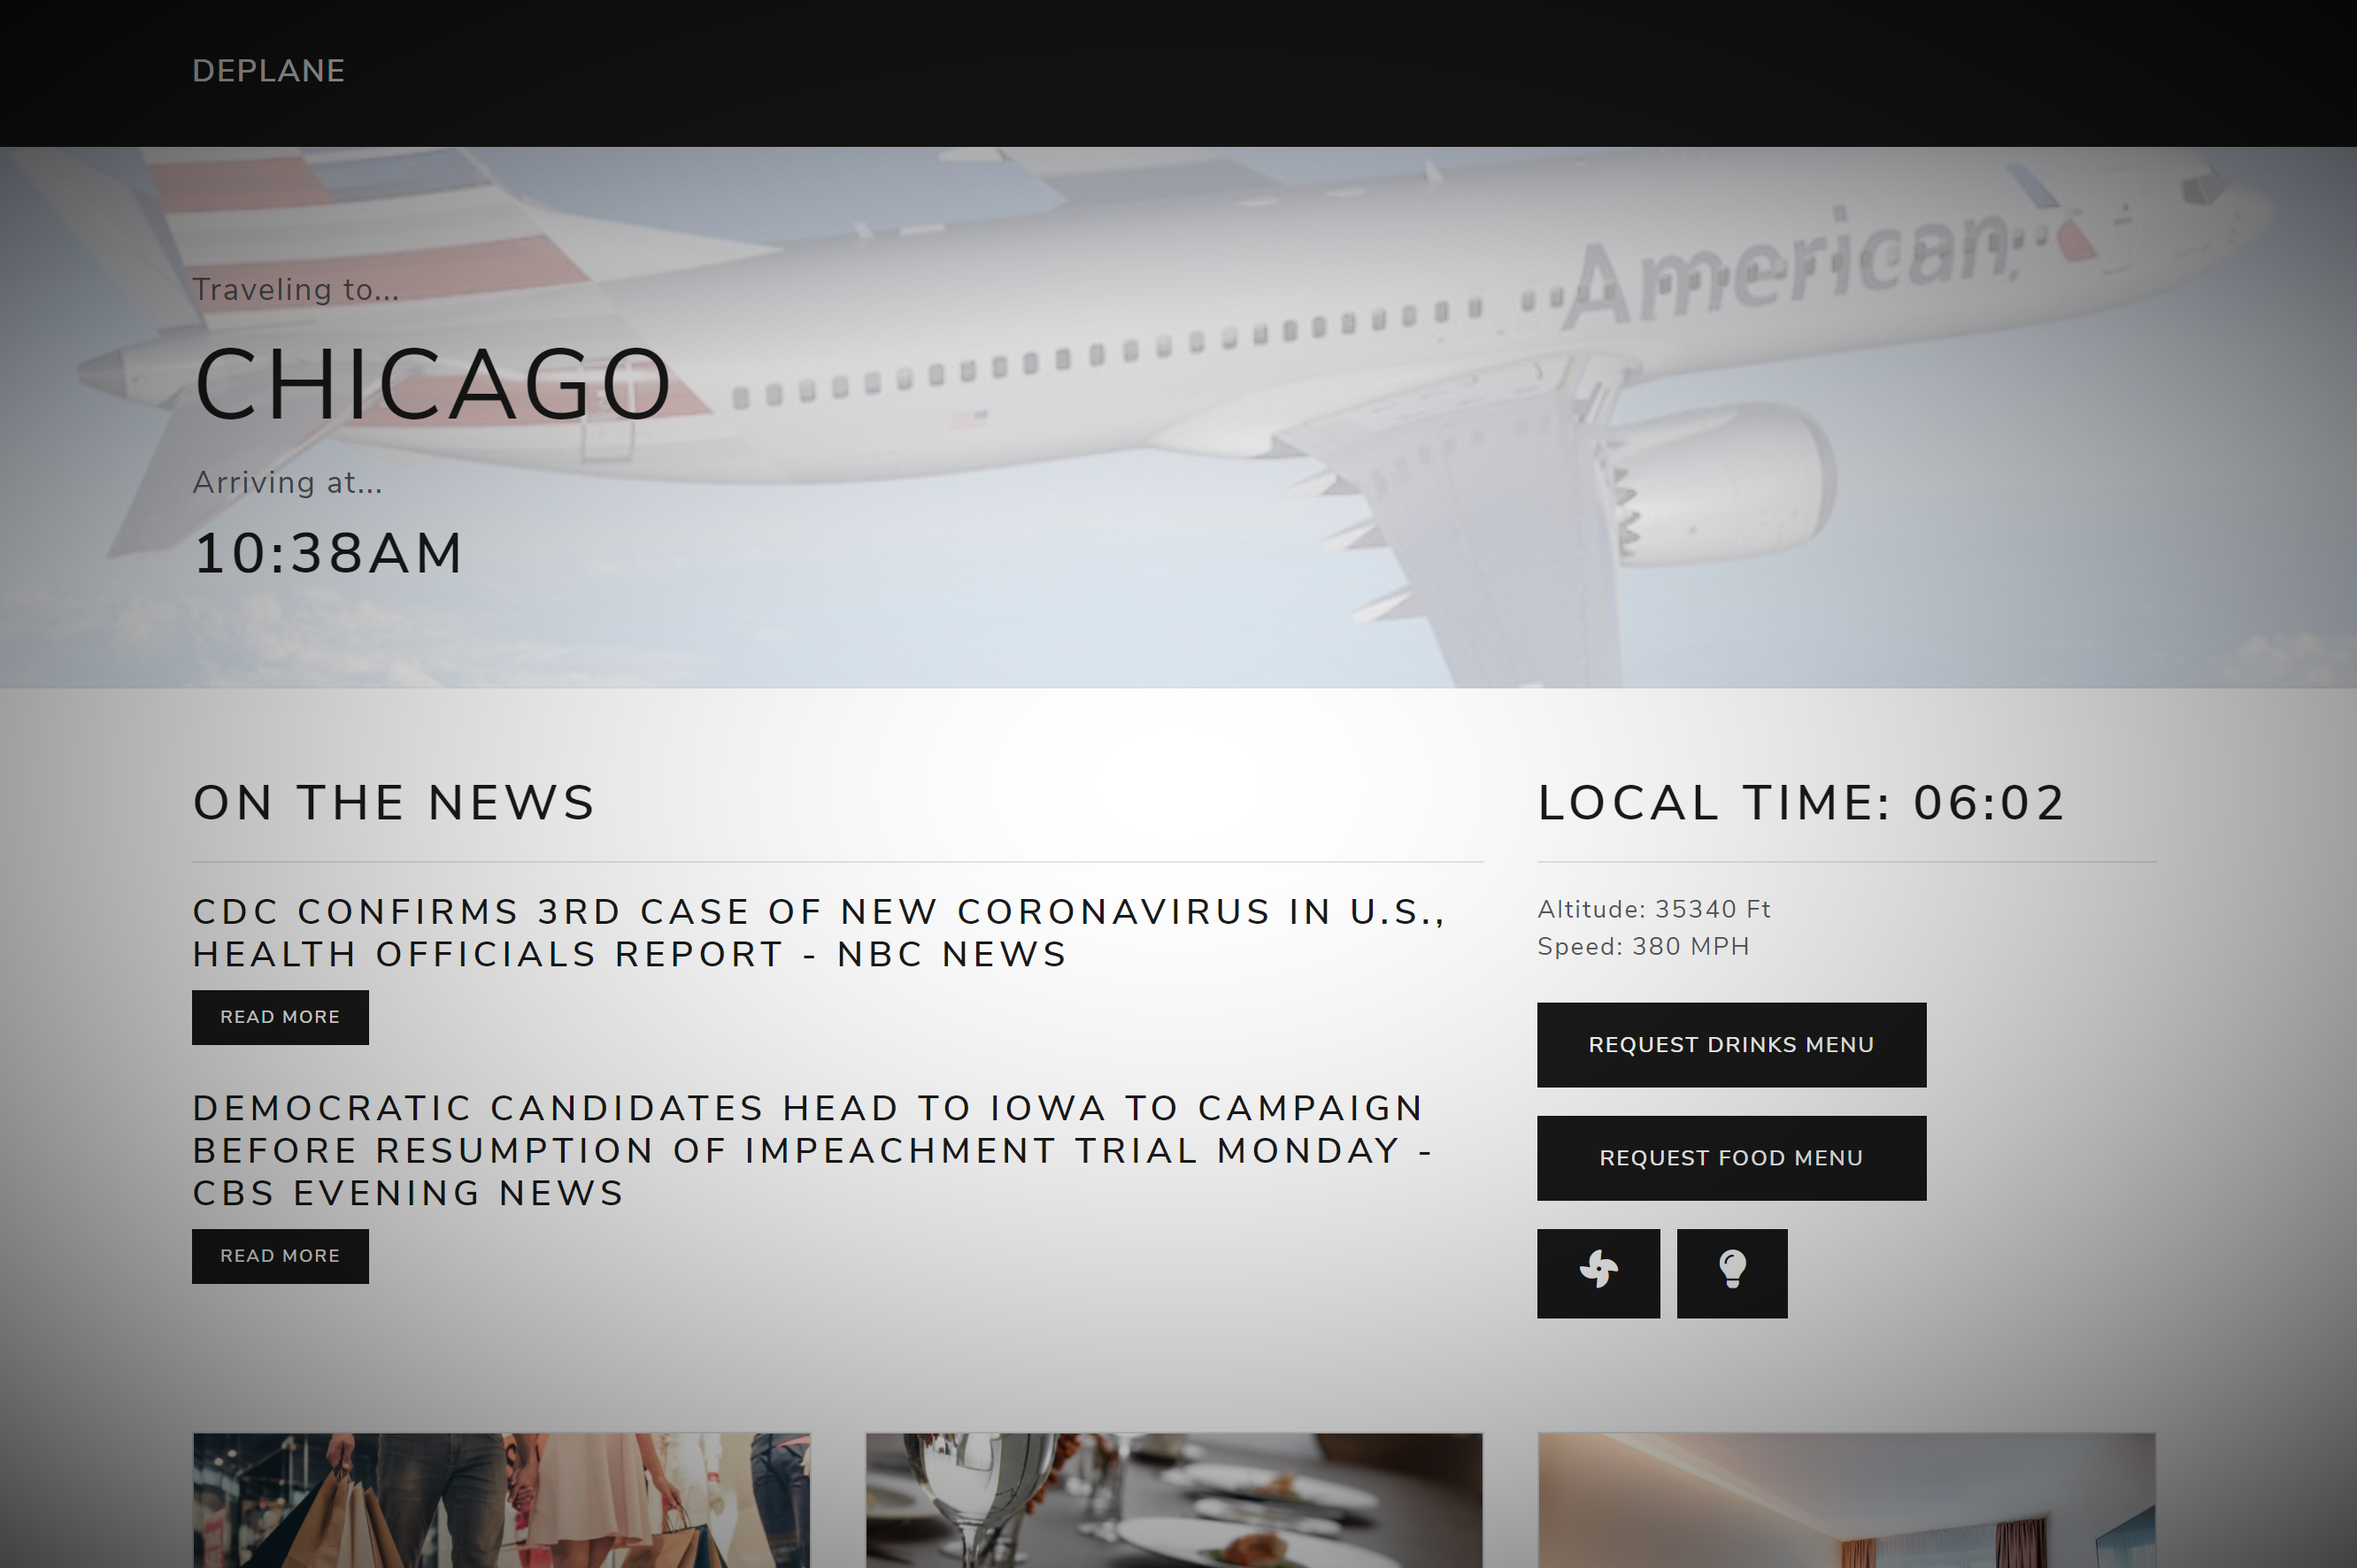 DEPLANE
American
Traveling to...
CHICAGO
Arriving at...
10:38AM
ON THE NEWS
CDC CONFIRMS 3RD CASE OF NEW CORONAVIRUS IN U.S.,
HEALTH OFFICIALS REPORT - NBC NEWS
READ MORE
DEMOCRATIC CANDIDATES HEAD TO IOWA TO CAMPAIGN
BEFORE RESUMPTION OF IMPEACHMENT TRIAL MONDAY -
CBS EVENING NEWS
READ MORE
LOCAL TIME: 06:02
Altitude: 35340 Ft
Speed: 380 MPH
REQUEST DRINKS MENU
REQUEST FOOD MENU